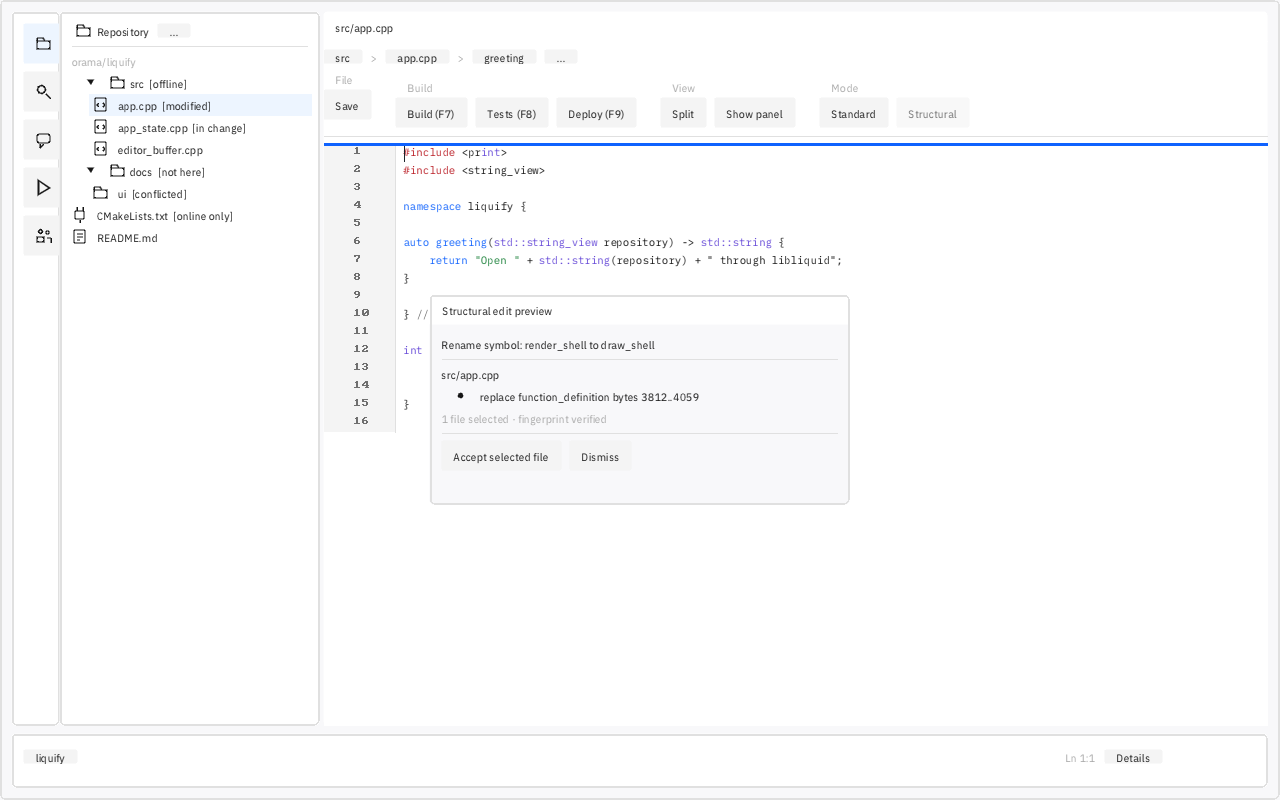 Repository ...
orama/liquify
src [offline]
app.cpp [modified]
app_state.cpp [in change]
editor_buffer.cpp
docs [not here]
ui [conflicted]
CMakeLists.txt [online only]
README.md
src/app.cpp
src > app.cpp > greeting ...
File Build View Mode
Save Build (F7) Tests (F8) Deploy (F9) Split Show panel Standard Structural
1 #include <print>
2 #include <string_view>
3
4 namespace liquify {
5
6 auto greeting(std::string_view repository) -> std::string {
7 return "Open " + std::string(repository) + " through libliquid";
8 }
9
10 } //
11
12 int
13
14
15 }
16
Structural edit preview
Rename symbol: render_shell to draw_shell
src/app.cpp
replace function_definition bytes 3812..4059
1 file selected · fingerprint verified
Accept selected file Dismiss
liquify Ln 1:1 Details